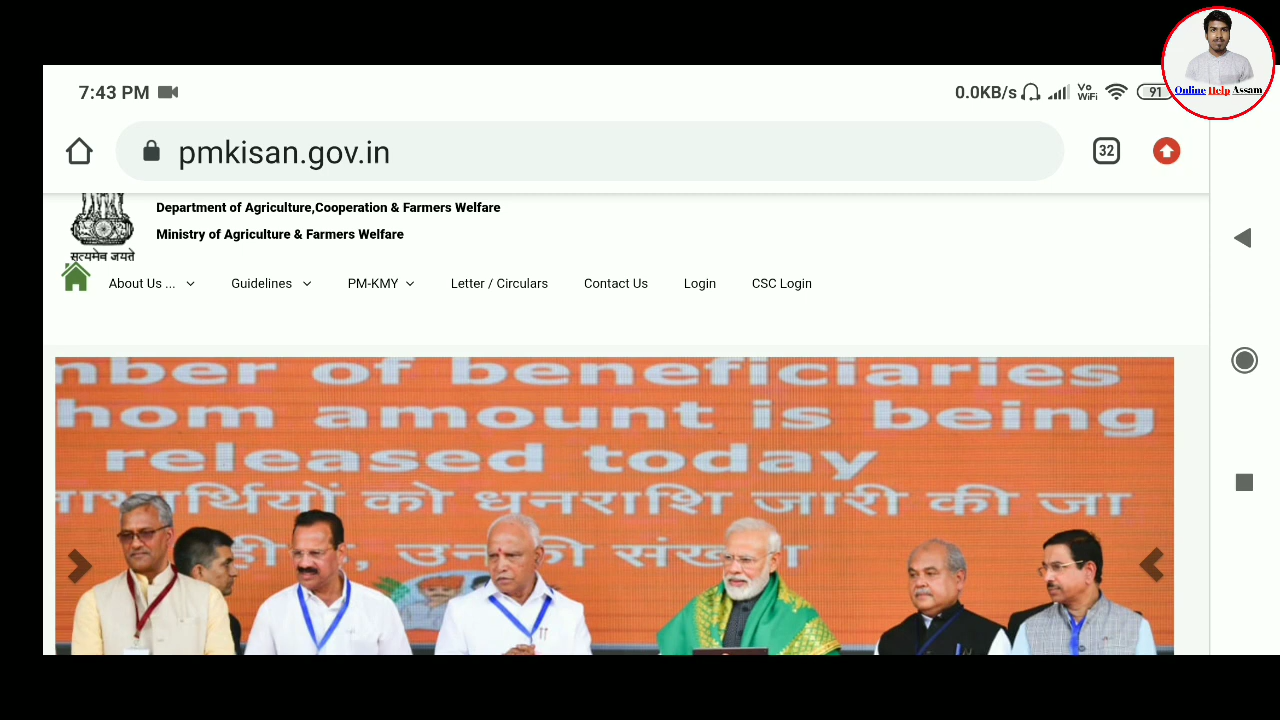 7:43 PM
0.0KB/s
Vo
WiFi
91
Online Help Assam
pmkisan.gov.in
32
Department of Agriculture,Cooperation & Farmers Welfare
Ministry of Agriculture & Farmers Welfare
सत्यमेव जयते
About Us ... Guidelines PM-KMY Letter / Circulars Contact Us Login CSC Login
mber of beneficiaries
hom amount is being
released today
को धनराशि जारी की जा
ही